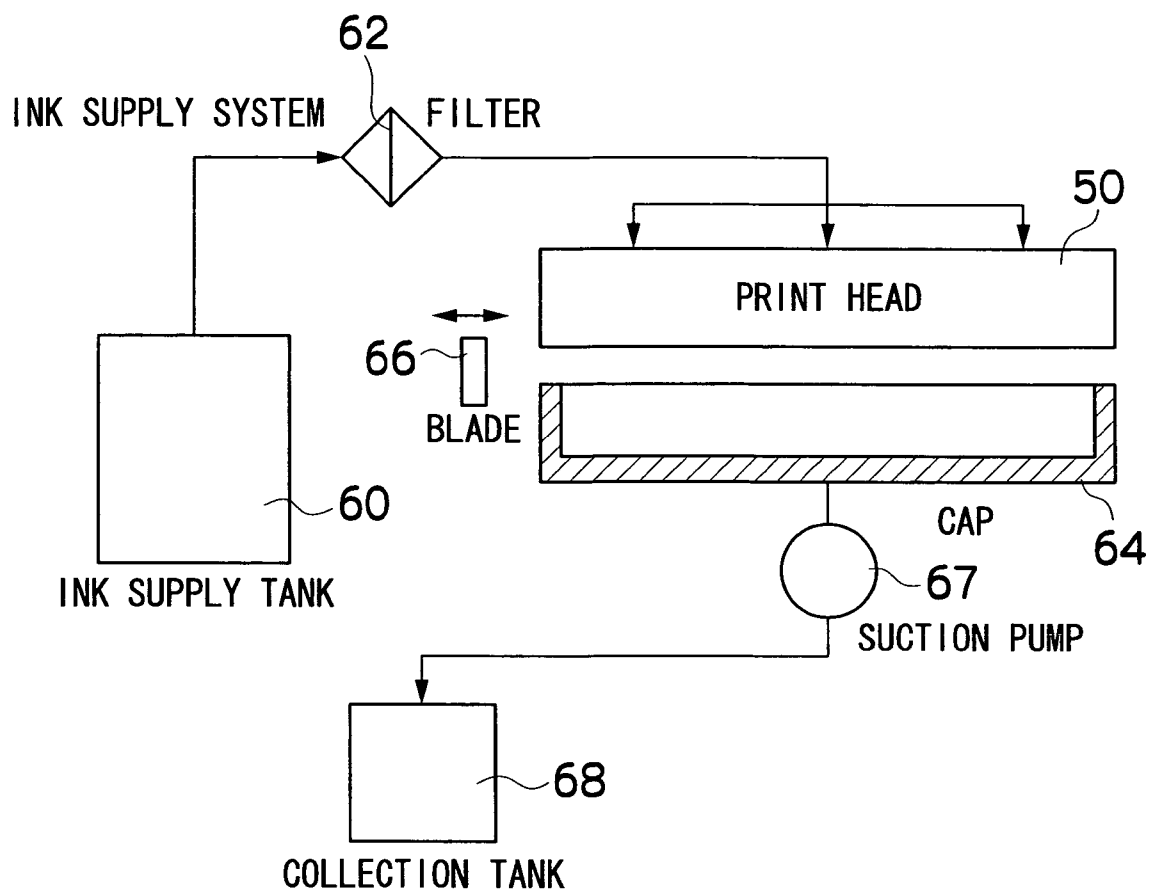 62
INK SUPPLY SYSTEM
FILTER
50
PRINT HEAD
66
BLADE
60
CAP
64
INK SUPPLY TANK
67
SUCTION PUMP
68
COLLECTION TANK